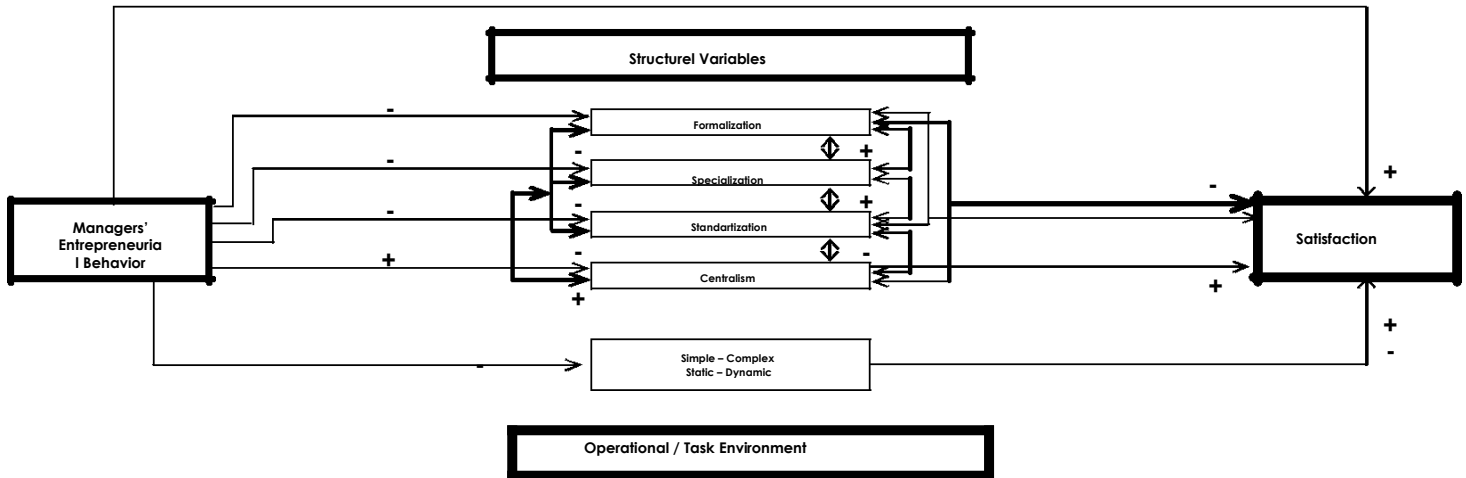 +
Structurel Variables
-
Formalization
- +
-
Specialization
- +
-
-
Managers'
Entrepreneuria
l Behavior
Standartization
Satisfaction
+
- -
Centralism
+
+
+
-
Simple – Complex
Static – Dynamic
-
Operational / Task Environment